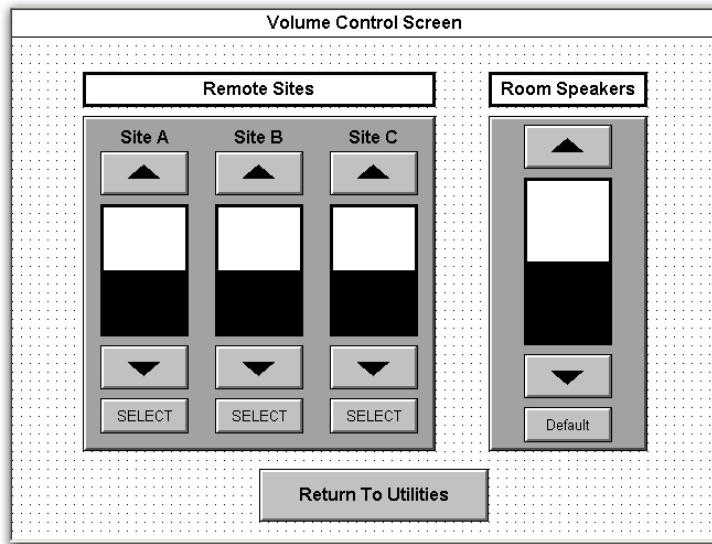 Volume Control Screen
Remote Sites
Room Speakers
Site A Site B Site C
SELECT SELECT SELECT
Default
Return To Utilities